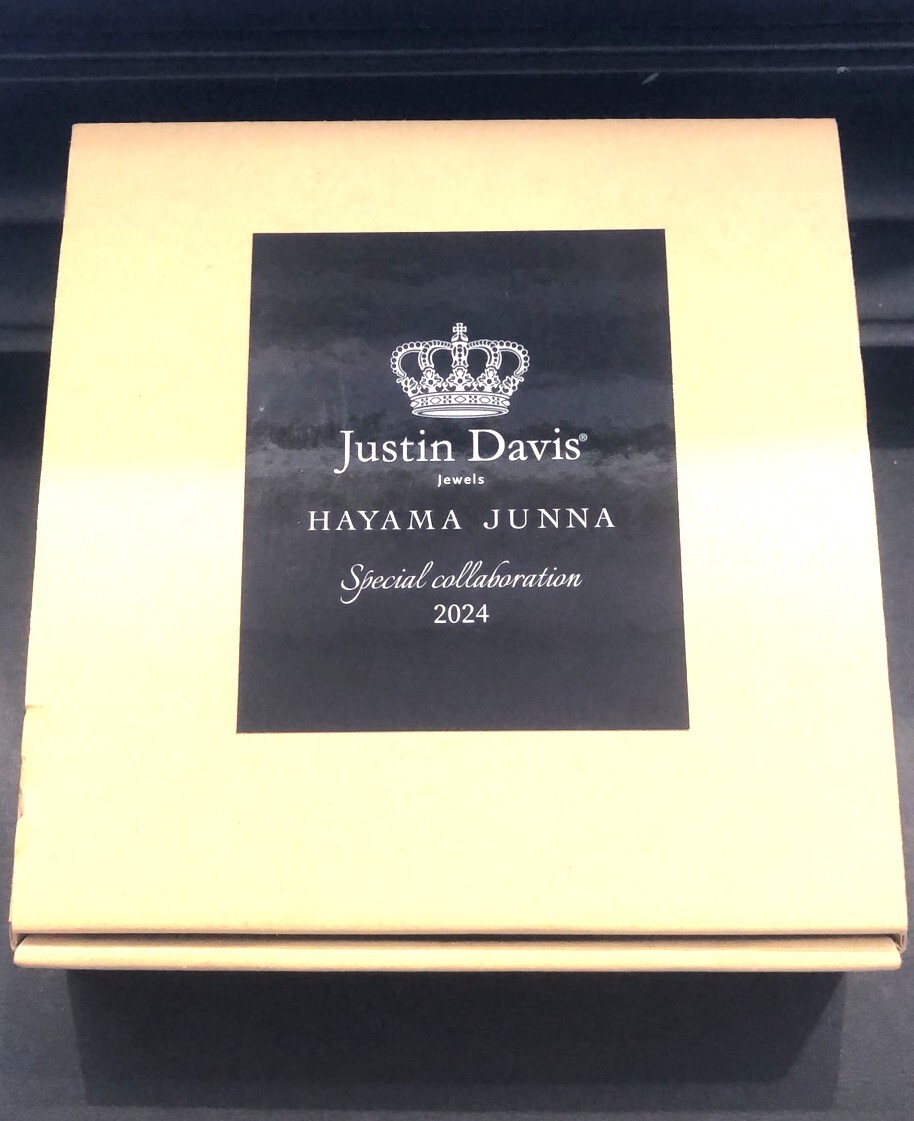 Justin Davis®
Jewels
HAYAMA JUNNA
Special collaboration
2024